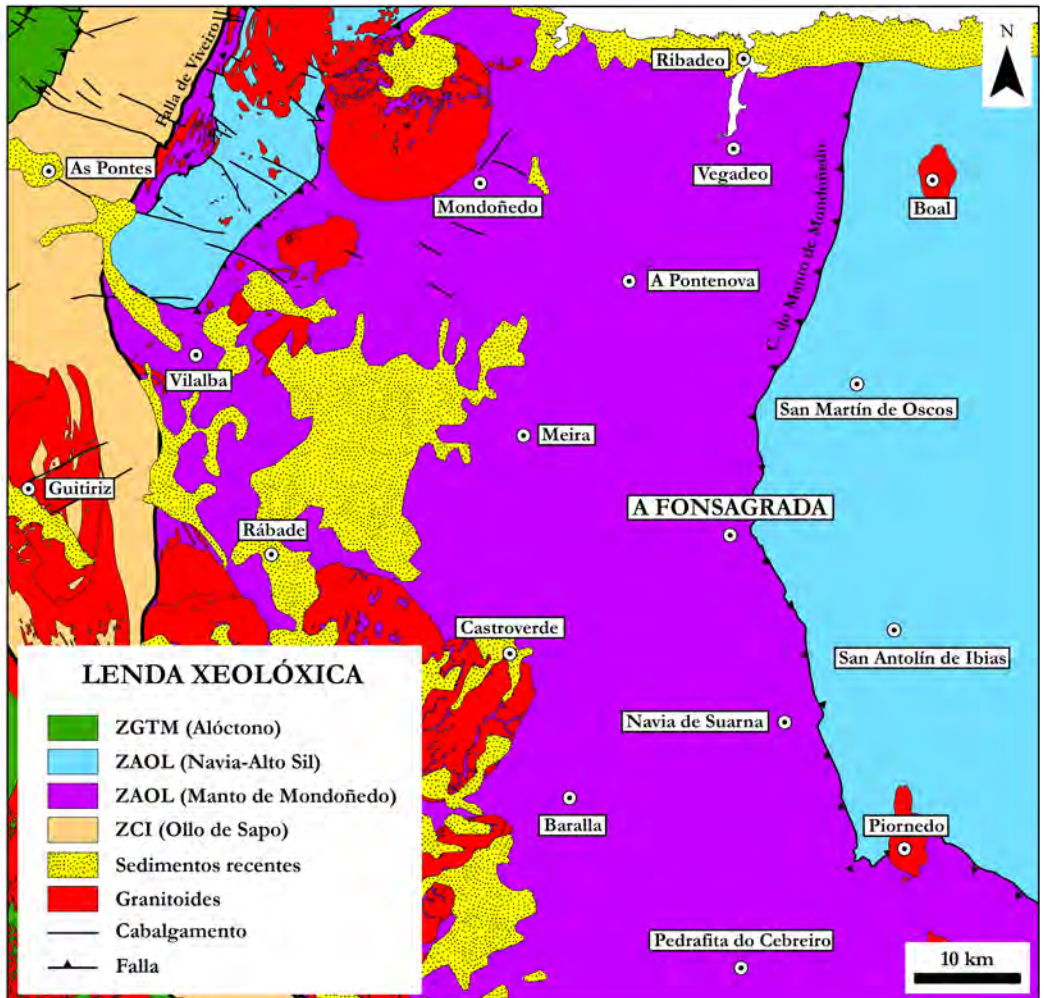 N
Ribadeo
Falla de Viveiro
As Pontes
Vegadeo
Mondoñedo
Boal
C. do Manto de Mondoñedo
A Pontenova
Vilalba
San Martín de Oscos
Meira
Guitiriz
A FONSAGRADA
Rábade
Castroverde
San Antolín de Ibias
LENDA XEOLÓXICA
ZGTM (Alóctono)
ZAOL (Navia-Alto Sil)
ZAOL (Manto de Mondoñedo)
ZCI (Ollo de Sapo)
Sedimentos recentes
Granitoides
Cabalgamento
Falla
Navia de Suarna
Baralla
Piornedo
Pedrafita do Cebreiro
10 km